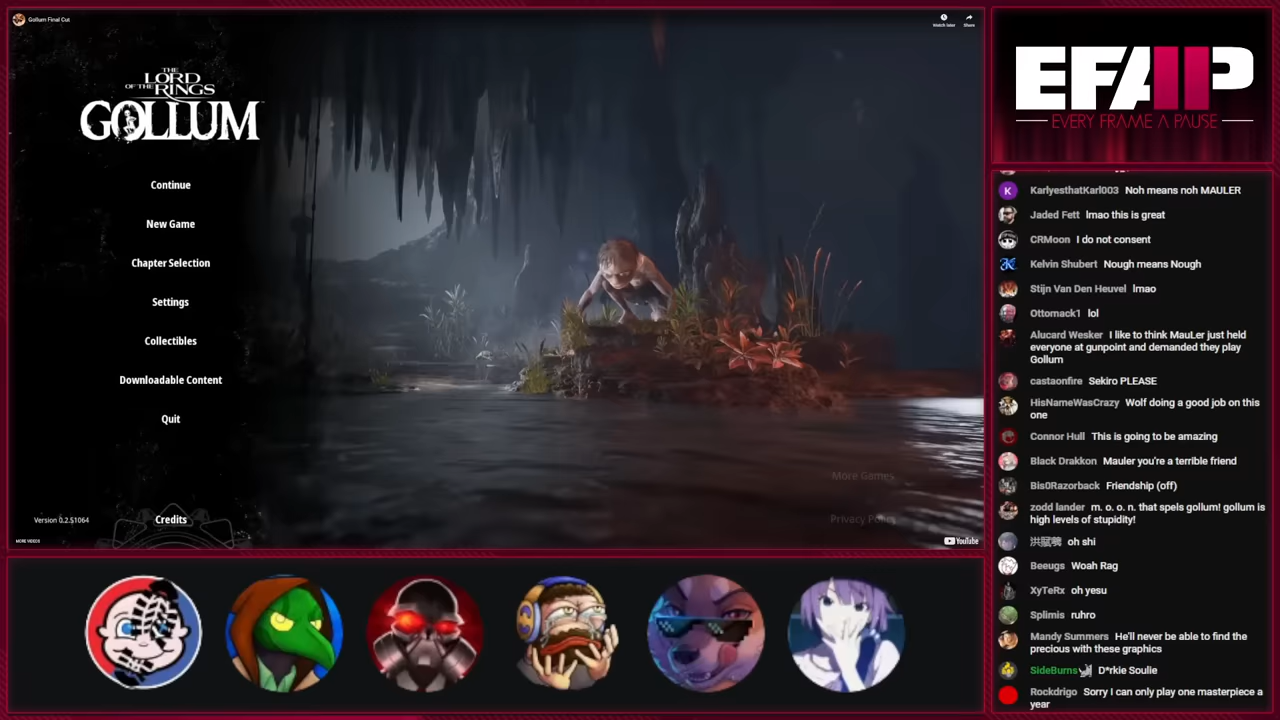 Gollum Final Cut
Watch later
Share
THE
LORD
OF THE RINGS
GOLLUM
Continue
New Game
Chapter Selection
Settings
Collectibles
Downloadable Content
Quit
Credits
Version 0.2.51064
MORE VIDEOS
More Games
Privacy Policy
YouTube
EFAP
EVERY FRAME A PAUSE
K
KarlyesthatKarl003 Noh means noh MAULER
Jaded Fett lmao this is great
CRMoon I do not consent
Kelvin Shubert Nough means Nough
Stijn Van Den Heuvel lmao
Ottomack1 lol
Alucard Wesker I like to think MauLer just held
everyone at gunpoint and demanded they play
Gollum
castaonfire Sekiro PLEASE
HisNameWasCrazy Wolf doing a good job on this
one
Connor Hull This is going to be amazing
Black Drakkon Mauler you're a terrible friend
Bis0Razorback Friendship (off)
zodd lander m. o. o. n. that spels gollum! gollum is
high levels of stupidity!
oh shi
Beeugs Woah Rag
XyTeRx oh yesu
Splimis ruhro
Mandy Summers He'll never be able to find the
precious with these graphics
SideBurns D*rkie Soulie
Rockdrigo Sorry I can only play one masterpiece a
year